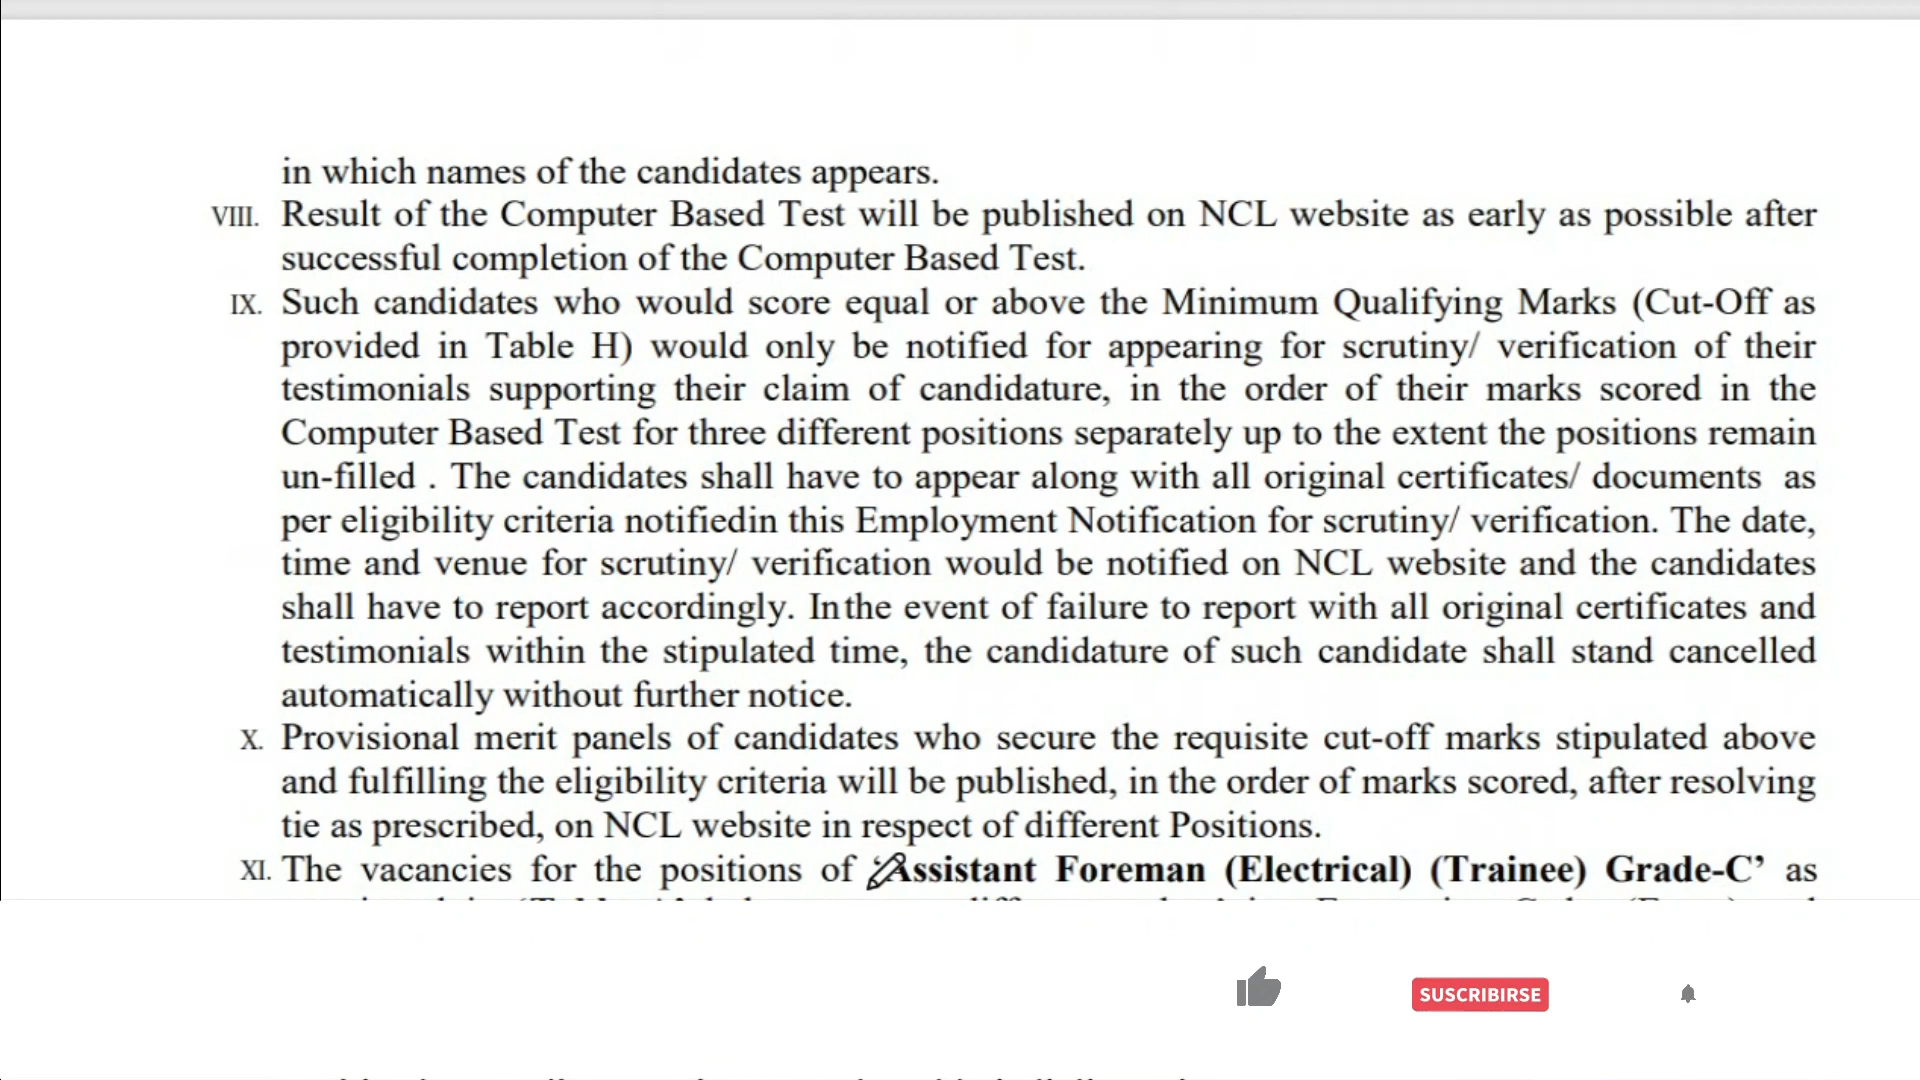 in which names of the candidates appears.
VIII. Result of the Computer Based Test will be published on NCL website as early as possible after
successful completion of the Computer Based Test.
IX. Such candidates who would score equal or above the Minimum Qualifying Marks (Cut-Off as
provided in Table H) would only be notified for appearing for scrutiny/ verification of their
testimonials supporting their claim of candidature, in the order of their marks scored in the
Computer Based Test for three different positions separately up to the extent the positions remain
un-filled . The candidates shall have to appear along with all original certificates/ documents as
per eligibility criteria notifiedin this Employment Notification for scrutiny/ verification. The date,
time and venue for scrutiny/ verification would be notified on NCL website and the candidates
shall have to report accordingly. Inthe event of failure to report with all original certificates and
testimonials within the stipulated time, the candidature of such candidate shall stand cancelled
automatically without further notice.
X. Provisional merit panels of candidates who secure the requisite cut-off marks stipulated above
and fulfilling the eligibility criteria will be published, in the order of marks scored, after resolving
tie as prescribed, on NCL website in respect of different Positions.
XI. The vacancies for the positions of ‘Assistant Foreman (Electrical) (Trainee) Grade-C’ as
SUSCRIBIRSE